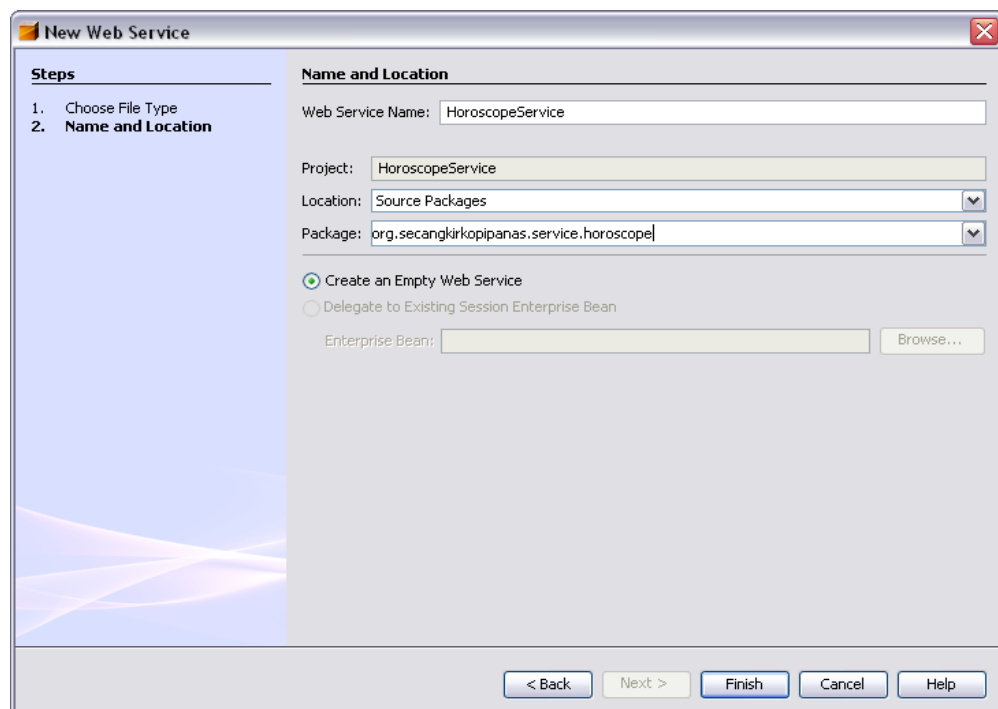 New Web Service
Steps
1. Choose File Type
2. Name and Location
Name and Location
Web Service Name: HoroscopeService
Project: HoroscopeService
Location: Source Packages
Package: org.secangkirkopipanas.service.horoscope
Create an Empty Web Service
Delegate to Existing Session Enterprise Bean
Enterprise Bean: Browse...
< Back Next > Finish Cancel Help